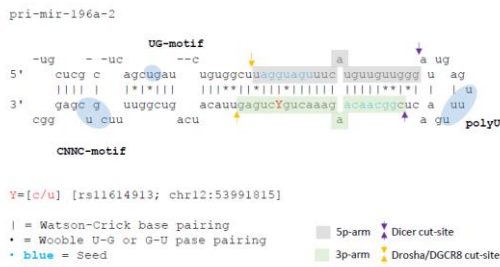 pri-mir-196a-2
UG-motif
-ug - -uc --c a a ug
5' cucg c agcugau uguggcuuagguaguuuc uguuguuggg ag
u
3' gagc g uuggcug acauugagucYgucaaag acaacggcuc uu
cgg u cuu acu a a gu
polyU
CNNC-motif
Y=[c/u] [rs11614913; chr12:53991815]
| = Watson-Crick base pairing
• = Wooble U-G or G-U pase pairing
• blue = Seed
5p-arm Dicer cut-site
3p-arm Drosha/DGCR8 cut-site